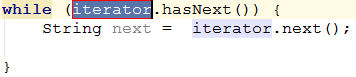 while (iterator.hasNext()) {
    String next =  iterator.next();
}